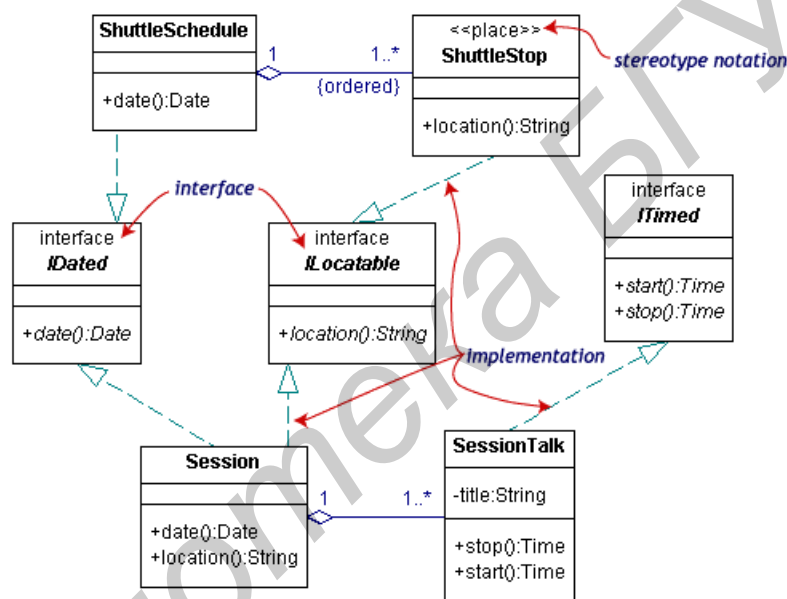 ShuttleSchedule
+date():Date
1
1..*
{ordered}
<<place>>
ShuttleStop
+location():String
stereotype notation
interface
interface
IDated
+date():Date
interface
ILocatable
+location():String
interface
ITimed
+start():Time
+stop():Time
implementation
Session
+date():Date
+location():String
1
1..*
SessionTalk
-title:String
+stop():Time
+start():Time
отека БГУ